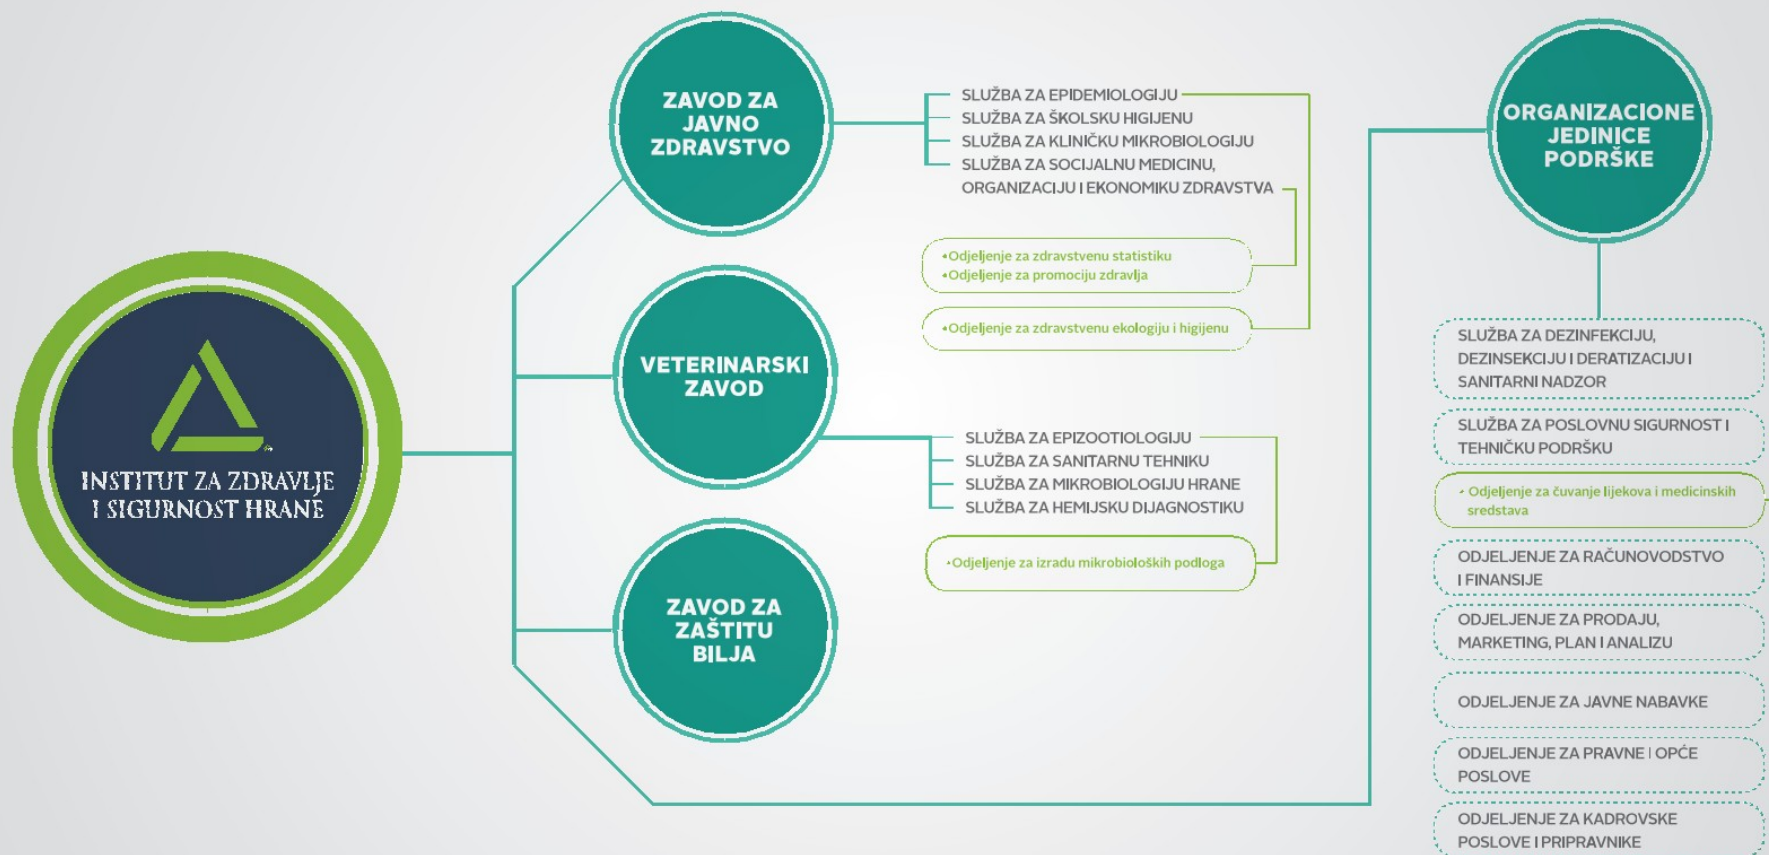 INSTITUT ZA ZDRAVLJE
I SIGURNOST HRANE
ZAVOD ZA
JAVNO
ZDRAVSTVO
SLUŽBA ZA EPIDEMIOLOGIJU
SLUŽBA ZA ŠKOLSKU HIGIJENU
SLUŽBA ZA KLINIČKU MIKROBIOLOGIJU
SLUŽBA ZA SOCIJALNU MEDICINU,
ORGANIZACIJU I EKONOMIKU ZDRAVSTVA
•Odjeljenje za zdravstvenu statistiku
•Odjeljenje za promociju zdravlja
•Odjeljenje za zdravstvenu ekologiju i higijenu
VETERINARSKI
ZAVOD
SLUŽBA ZA EPIZOOTIOLOGIJU
SLUŽBA ZA SANITARNU TEHNIKU
SLUŽBA ZA MIKROBIOLOGIJU HRANE
SLUŽBA ZA HEMIJSKU DIJAGNOSTIKU
•Odjeljenje za izradu mikrobioloških podloga
ZAVOD ZA
ZAŠTITU
BILJA
ORGANIZACIONE
JEDINICE
PODRŠKE
SLUŽBA ZA DEZINFEKCIJU,
DEZINSEKCIJU I DERATIZACIJU I
SANITARNI NADZOR
SLUŽBA ZA POSLOVNU SIGURNOST I
TEHNIČKU PODRŠKU
• Odjeljenje za čuvanje lijekova i medicinskih
sredstava
ODJELJENJE ZA RAČUNOVODSTVO
I FINANSIJE
ODJELJENJE ZA PRODAJU,
MARKETING, PLAN I ANALIZU
ODJELJENJE ZA JAVNE NABAVKE
ODJELJENJE ZA PRAVNE I OPĆE
POSLOVE
ODJELJENJE ZA KADROVSKE
POSLOVE I PRIPRAVNIKE